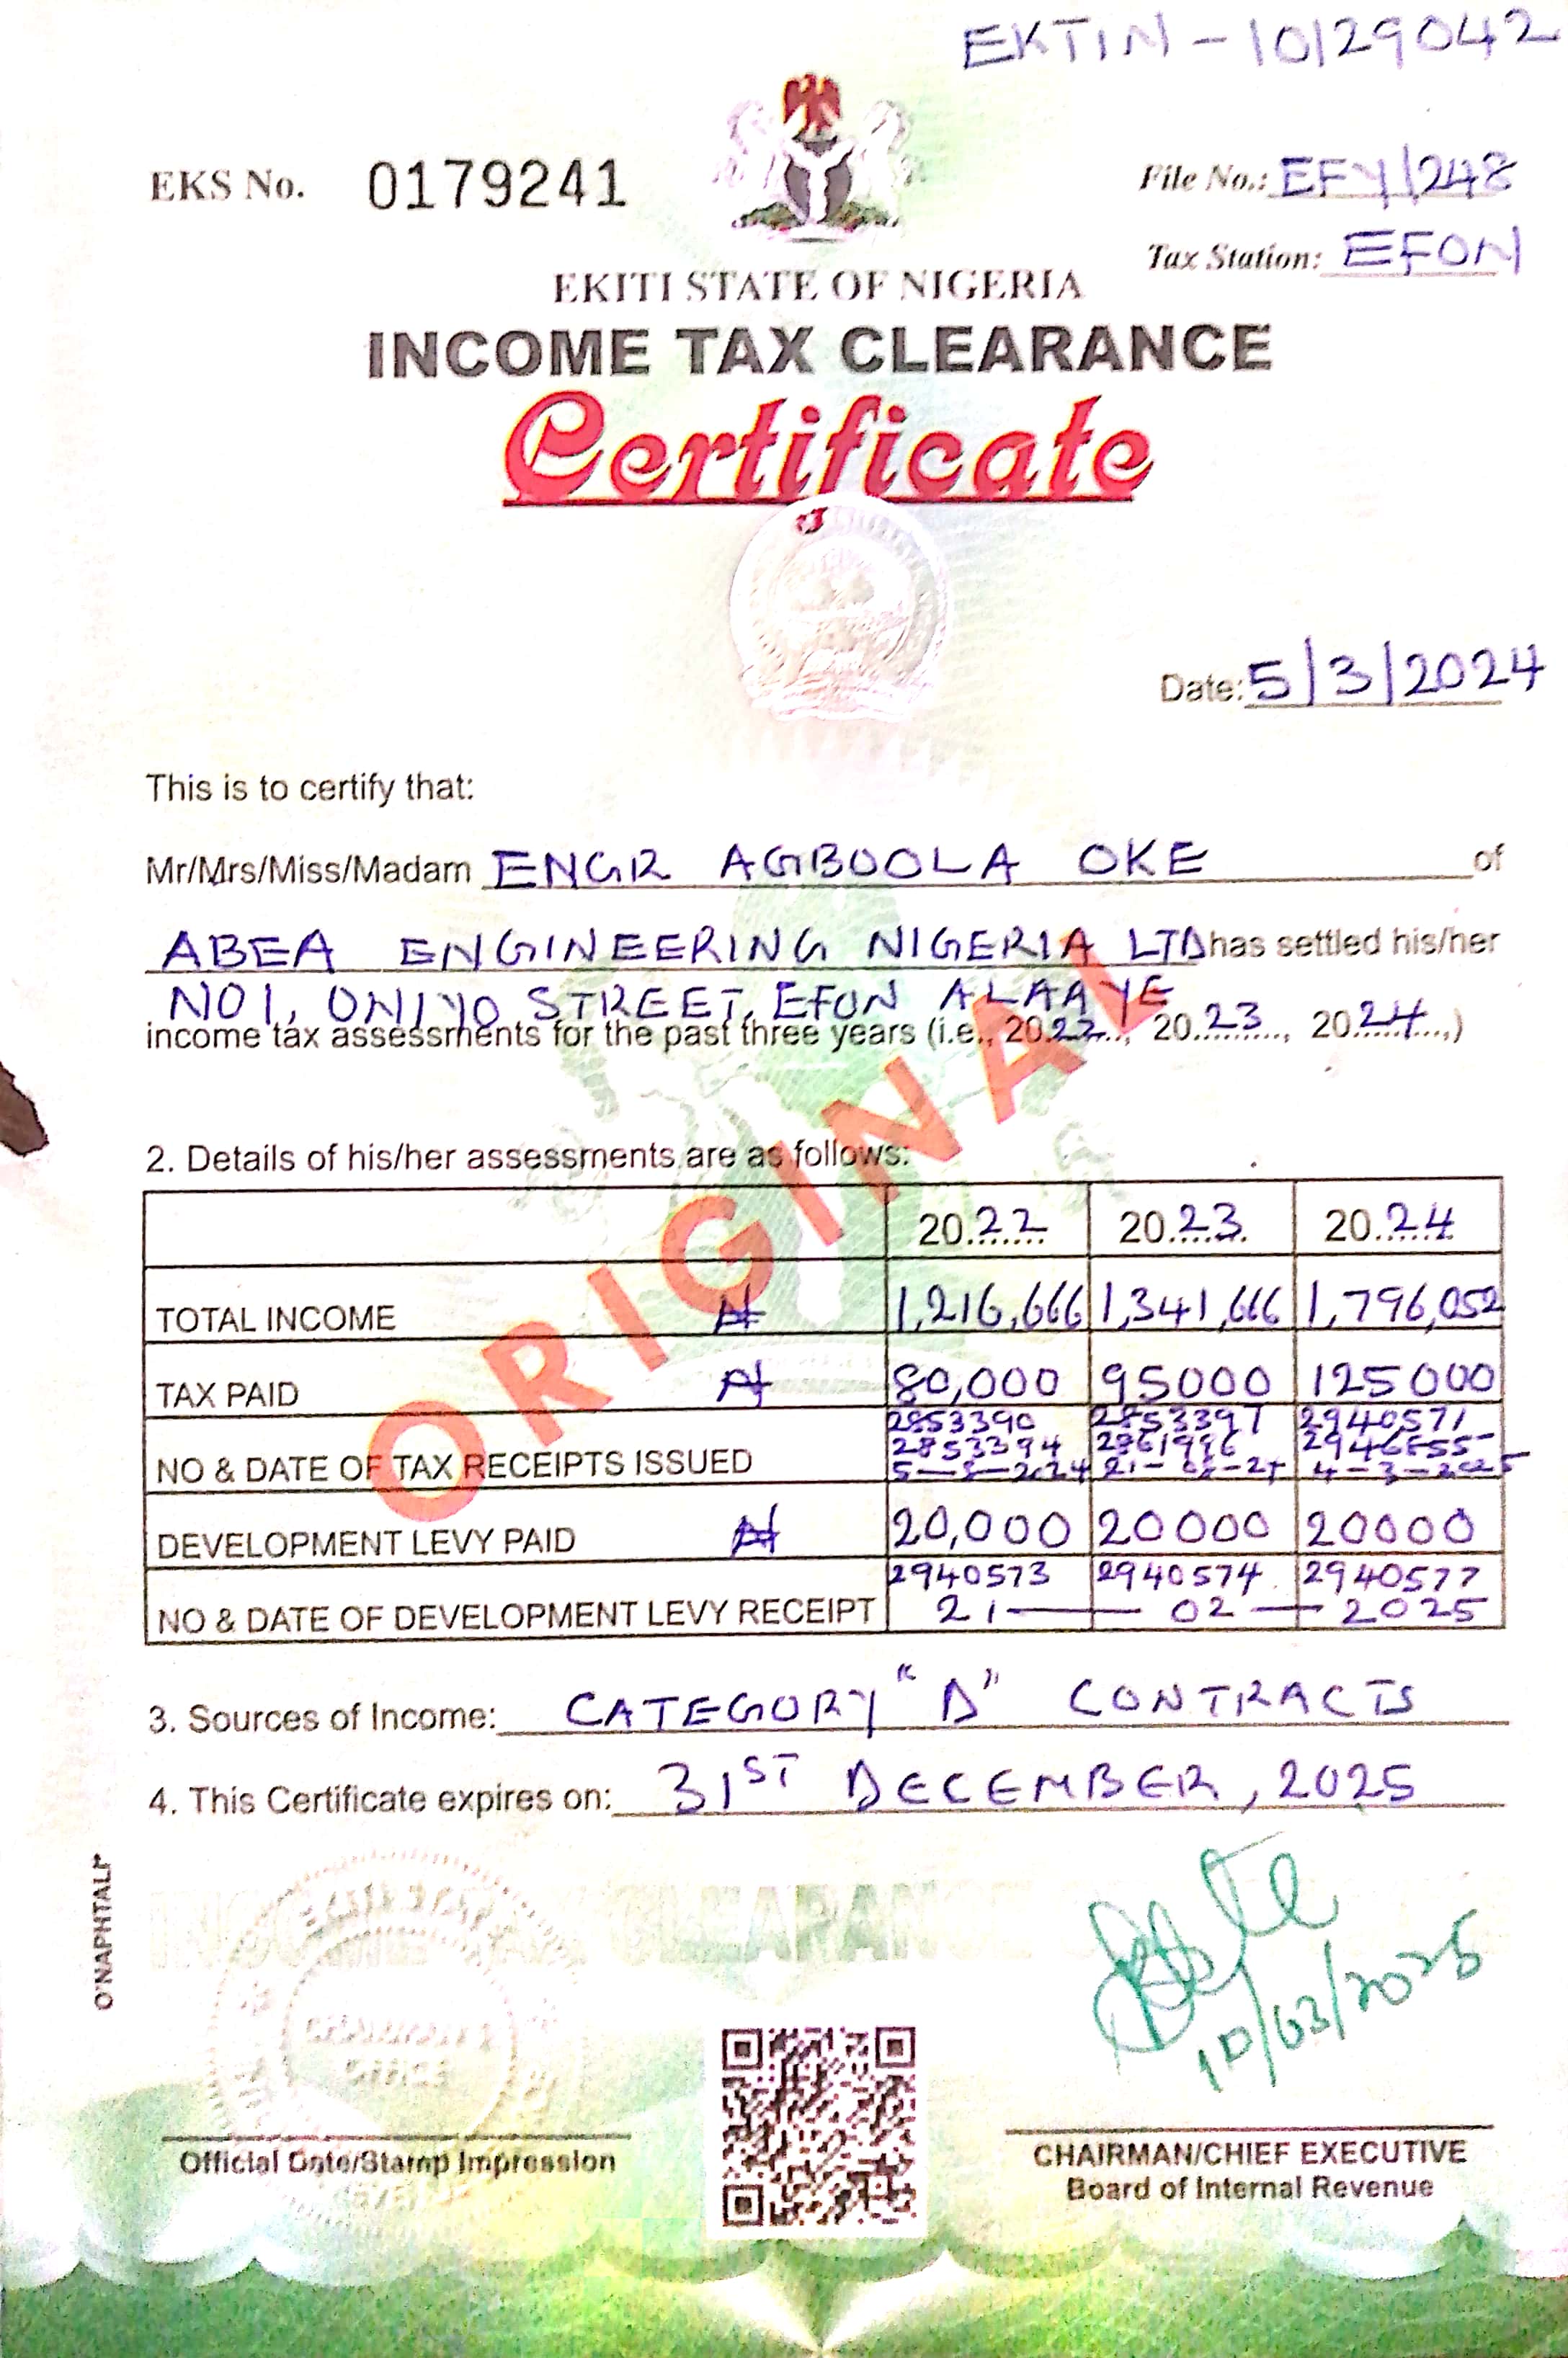 EKTIN - 10129042
EKS No. 0179241
File No.: EFY/248
Tax Station: EFON
EKITI STATE OF NIGERIA
INCOME TAX CLEARANCE
Certificate
Date: 5/3/2024
This is to certify that:
Mr/Mrs/Miss/Madam ENGR AGBOOLA OKE of
ABEA ENGINEERING NIGERIA LTD has settled his/her
NO1, ONIYO STREET, EFON ALAAYE
income tax assessments for the past three years (i.e., 2022, 2023, 2024,)
ORIGINAL
2. Details of his/her assessments are as follows:
2022 2023 2024
TOTAL INCOME ₦ 1,216,666 1,341,666 1,796,052
TAX PAID ₦ 80,000 95000 125000
2853390 2853397 2940571
NO & DATE OF TAX RECEIPTS ISSUED 2853394
4-3-2025
DEVELOPMENT LEVY PAID ₦ 20,000 20000 20000
2940573 2940574 2940577
NO & DATE OF DEVELOPMENT LEVY RECEIPT 21 — 02 — 2025
3. Sources of Income: CATEGORY "D" CONTRACTS
4. This Certificate expires on: 31ST DECEMBER, 2025
O'NAPHTALI
10/03/2025
Official Date/Stamp Impression
CHAIRMAN/CHIEF EXECUTIVE
Board of Internal Revenue